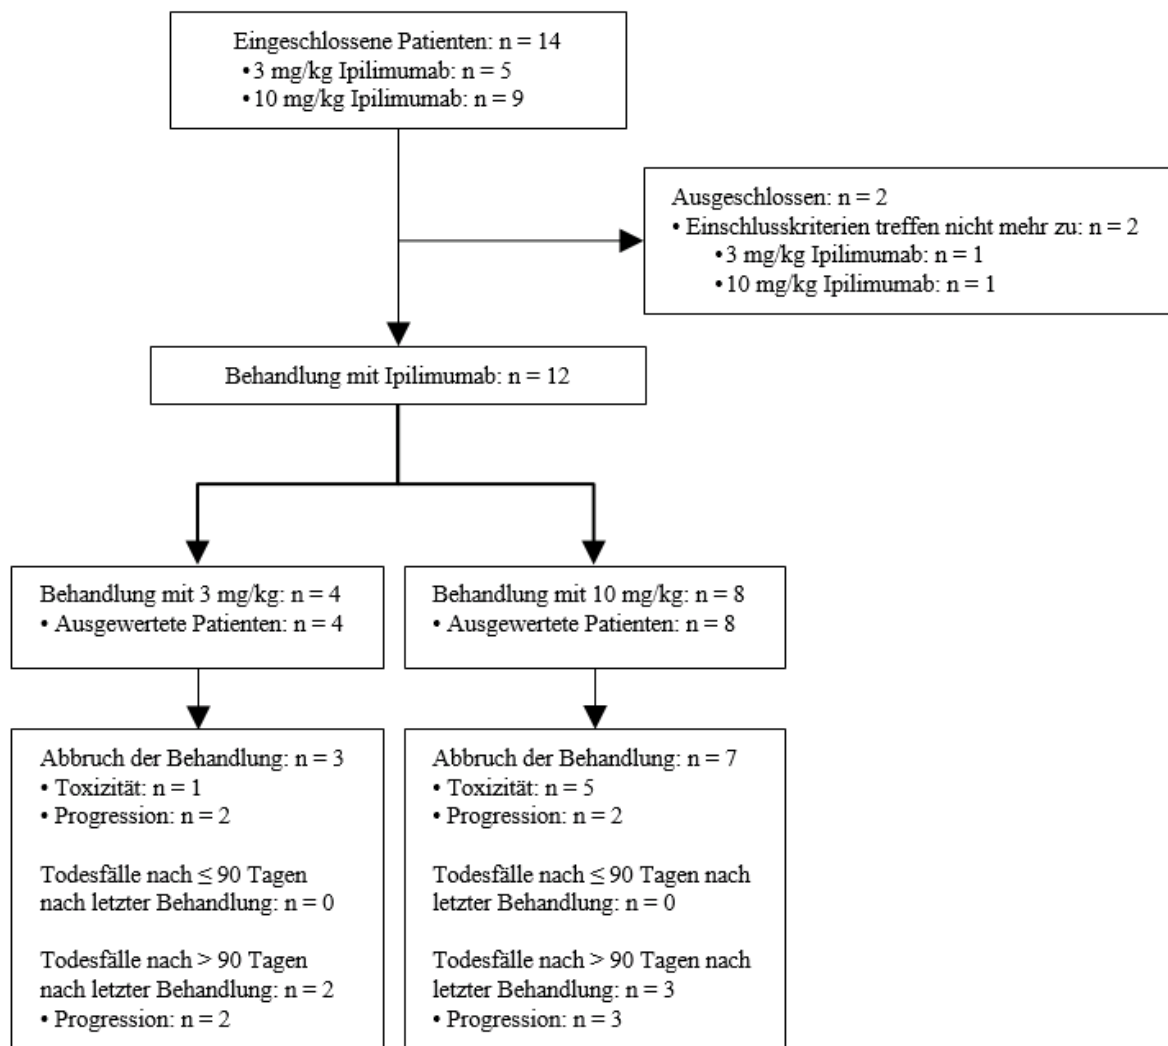 Eingeschlossene Patienten: n = 14
•3 mg/kg Ipilimumab: n = 5
•10 mg/kg Ipilimumab: n = 9
Ausgeschlossen: n = 2
• Einschlusskriterien treffen nicht mehr zu: n = 2
•3 mg/kg Ipilimumab: n = 1
•10 mg/kg Ipilimumab: n = 1
Behandlung mit Ipilimumab: n = 12
Behandlung mit 3 mg/kg: n = 4
• Ausgewertete Patienten: n = 4
Behandlung mit 10 mg/kg: n = 8
• Ausgewertete Patienten: n = 8
Abbruch der Behandlung: n = 3
• Toxizität: n = 1
• Progression: n = 2
Todesfälle nach ≤ 90 Tagen
nach letzter Behandlung: n = 0
Todesfälle nach > 90 Tagen
nach letzter Behandlung: n = 2
• Progression: n = 2
Abbruch der Behandlung: n = 7
• Toxizität: n = 5
• Progression: n = 2
Todesfälle nach ≤ 90 Tagen nach
letzter Behandlung: n = 0
Todesfälle nach > 90 Tagen nach
letzter Behandlung: n = 3
• Progression: n = 3